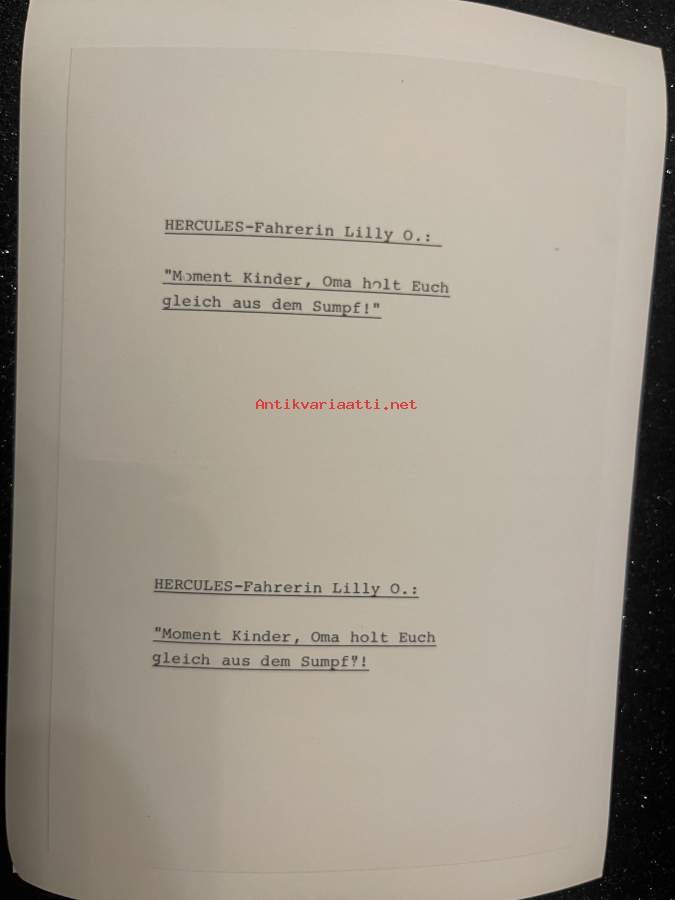 HERCULES-Fahrerin Lilly O.:
"Moment Kinder, Oma holt Euch
gleich aus dem Sumpf!"
Antikvariaatti.net
HERCULES-Fahrerin Lilly O.:
"Moment Kinder, Oma holt Euch
gleich aus dem Sumpf"!